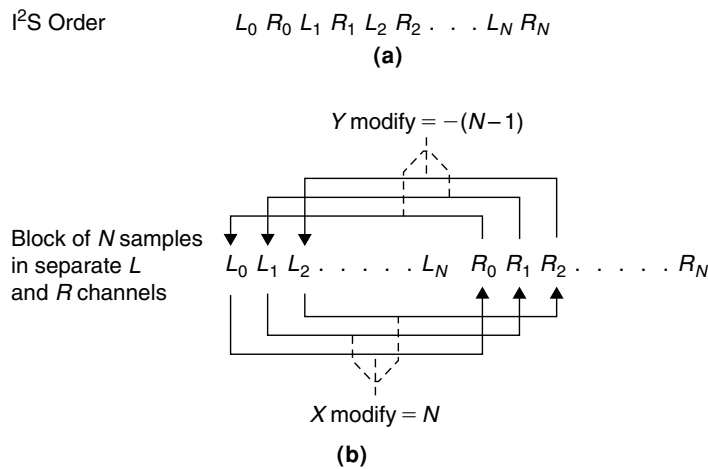 I²S Order L₀ R₀ L₁ R₁ L₂ R₂ . . . L_N R_N
(a)
Y modify = −(N−1)
Block of N samples
in separate L
and R channels
L₀ L₁ L₂ . . . . . . L_N R₀ R₁ R₂ . . . . . R_N
X modify = N
(b)